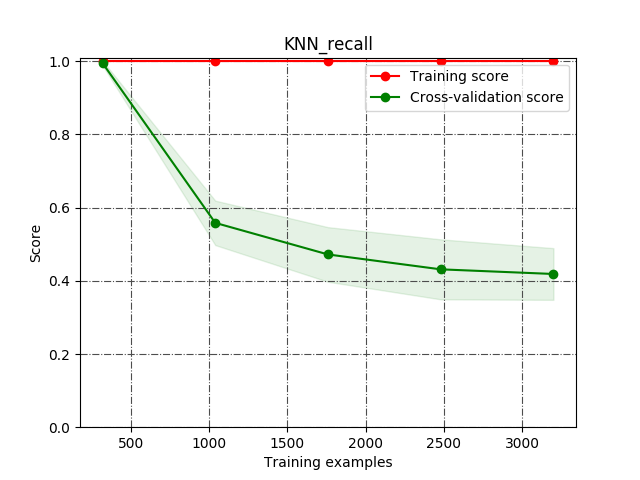 KNN_recall
Training score
Cross-validation score
1.0
0.8
0.6
0.4
0.2
0.0
Score
500 1000 1500 2000 2500 3000
Training examples